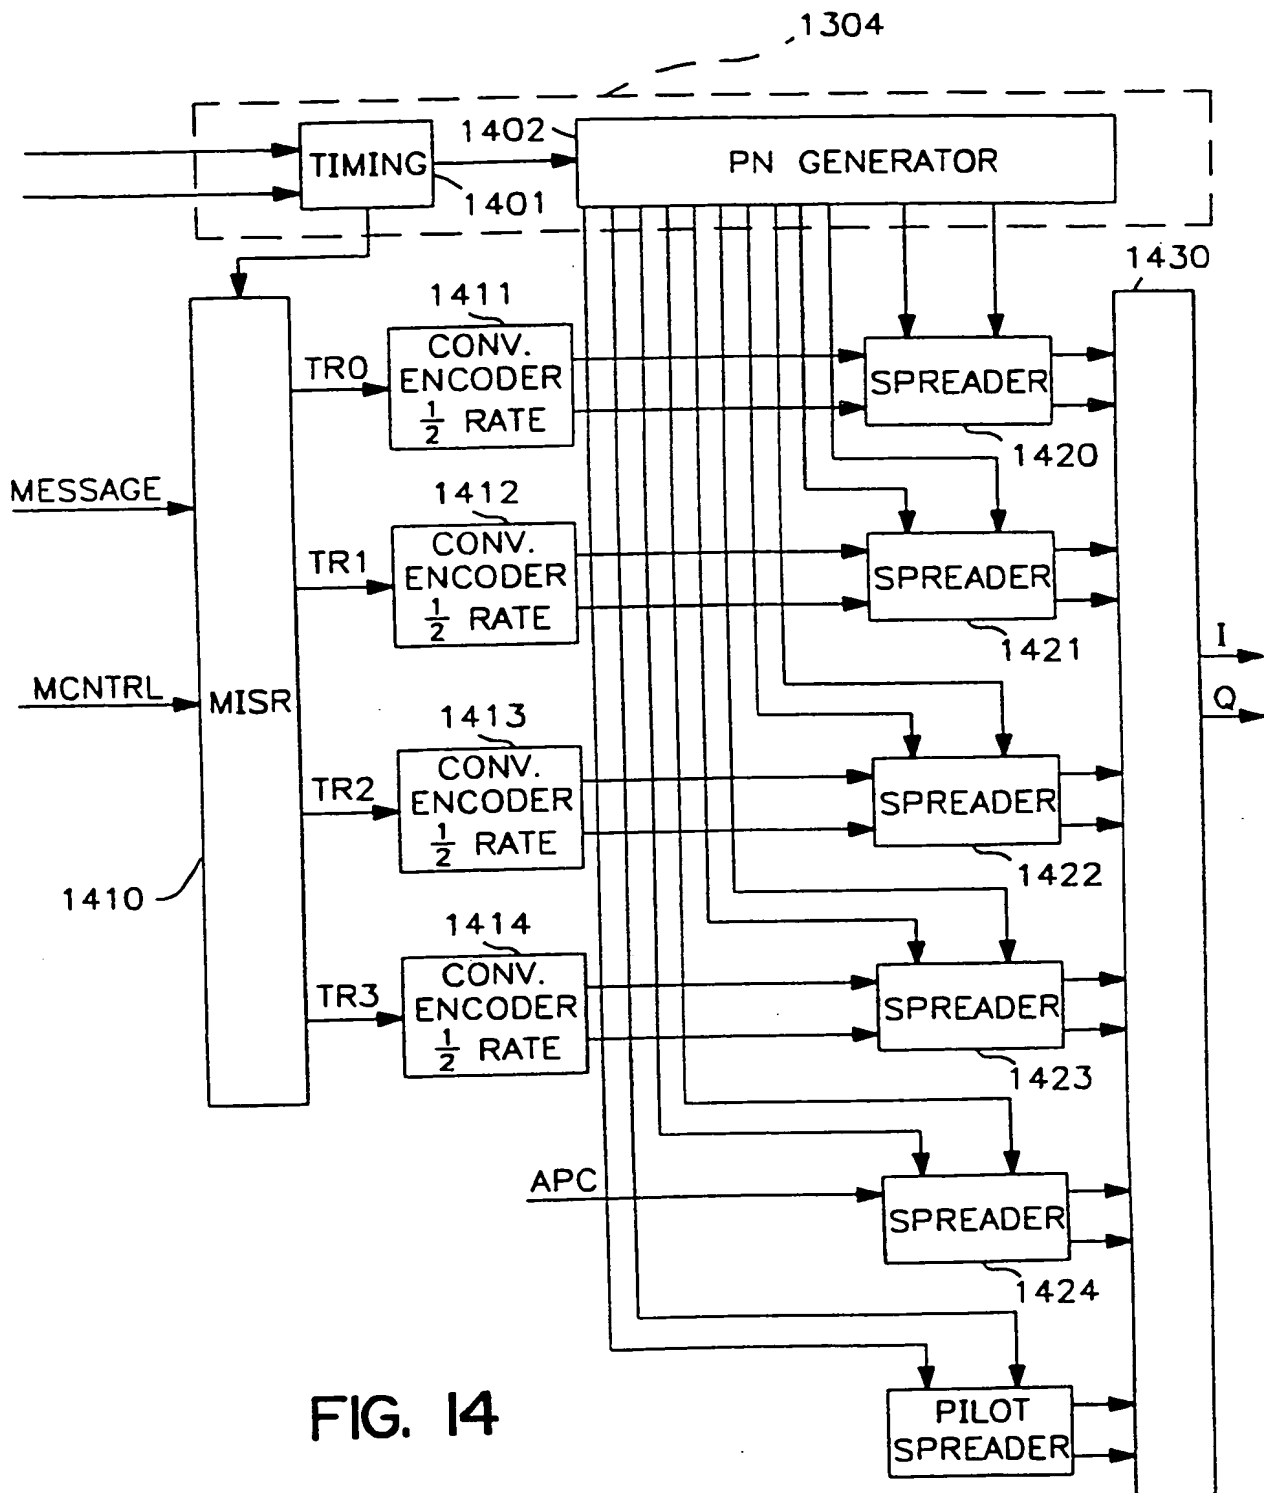 1304
1402
TIMING
PN GENERATOR
1401
1430
1411
TR0
CONV.
ENCODER
1/2 RATE
SPREADER
1420
MESSAGE
1412
TR1
CONV.
ENCODER
1/2 RATE
SPREADER
1421
I
MCNTRL
MISR
Q
1413
TR2
CONV.
ENCODER
1/2 RATE
SPREADER
1422
1410
1414
TR3
CONV.
ENCODER
1/2 RATE
SPREADER
1423
APC
SPREADER
1424
PILOT
SPREADER
FIG. 14